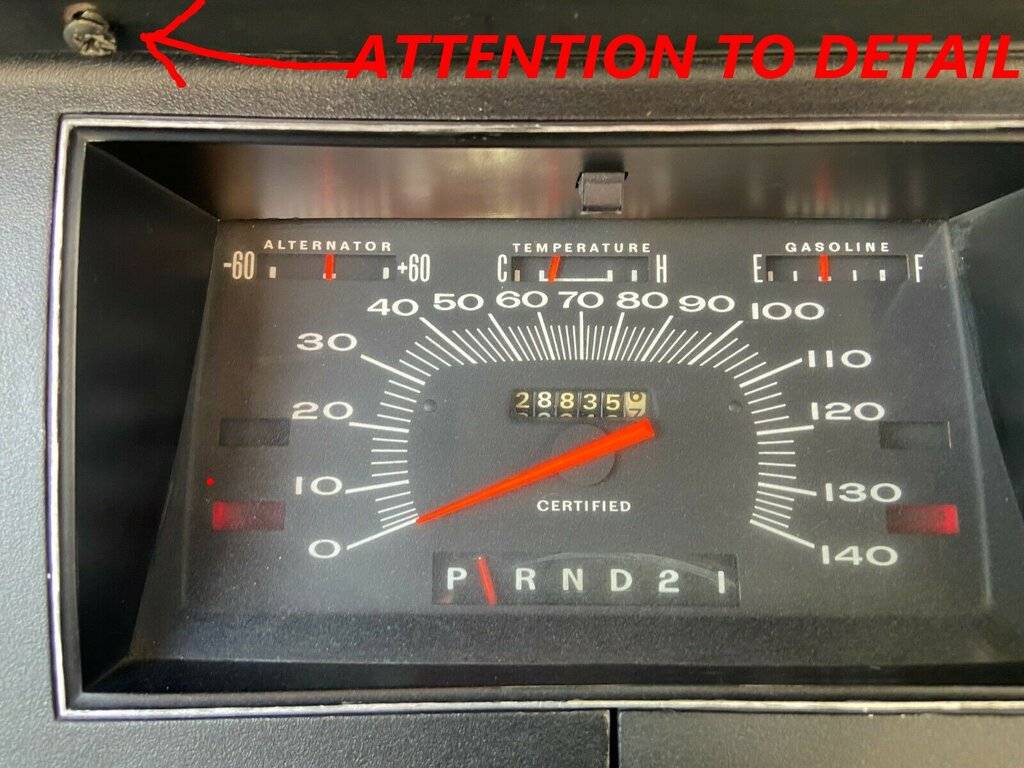 ATTENTION TO DETAIL
ALTERNATOR TEMPERATURE GASOLINE
-60 +60 C H E F
40 50 60 70 80 90 100
30 110
288356
20 120
10 130
CERTIFIED
0 140
P R N D 2 1